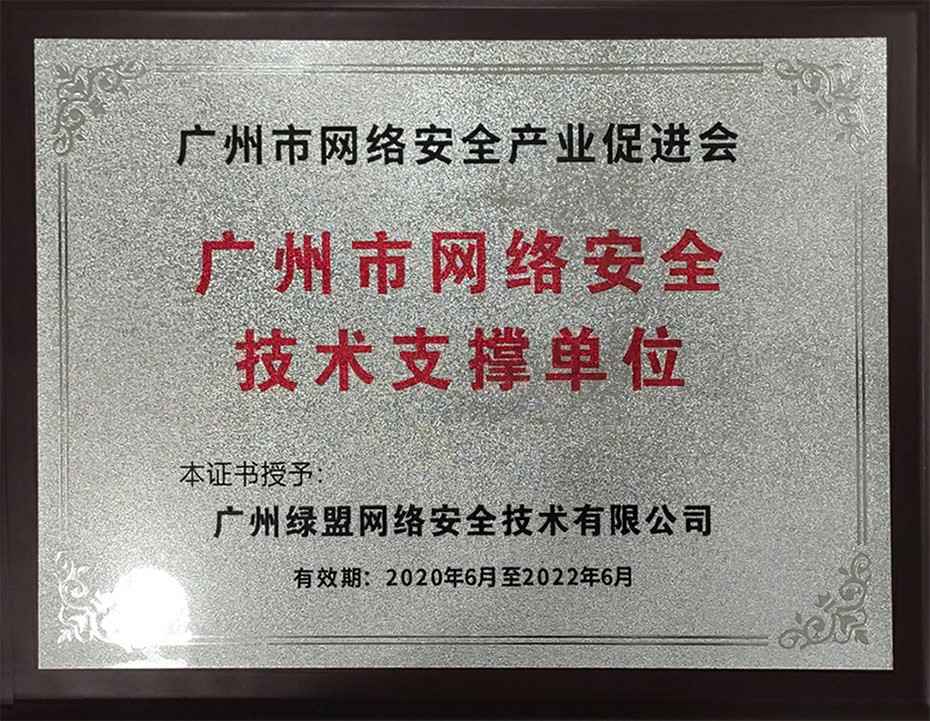 广州市网络安全产业促进会
广州市网络安全
技术支撑单位
本证书授予：
广州绿盟网络安全技术有限公司
有效期：2020年6月至2022年6月